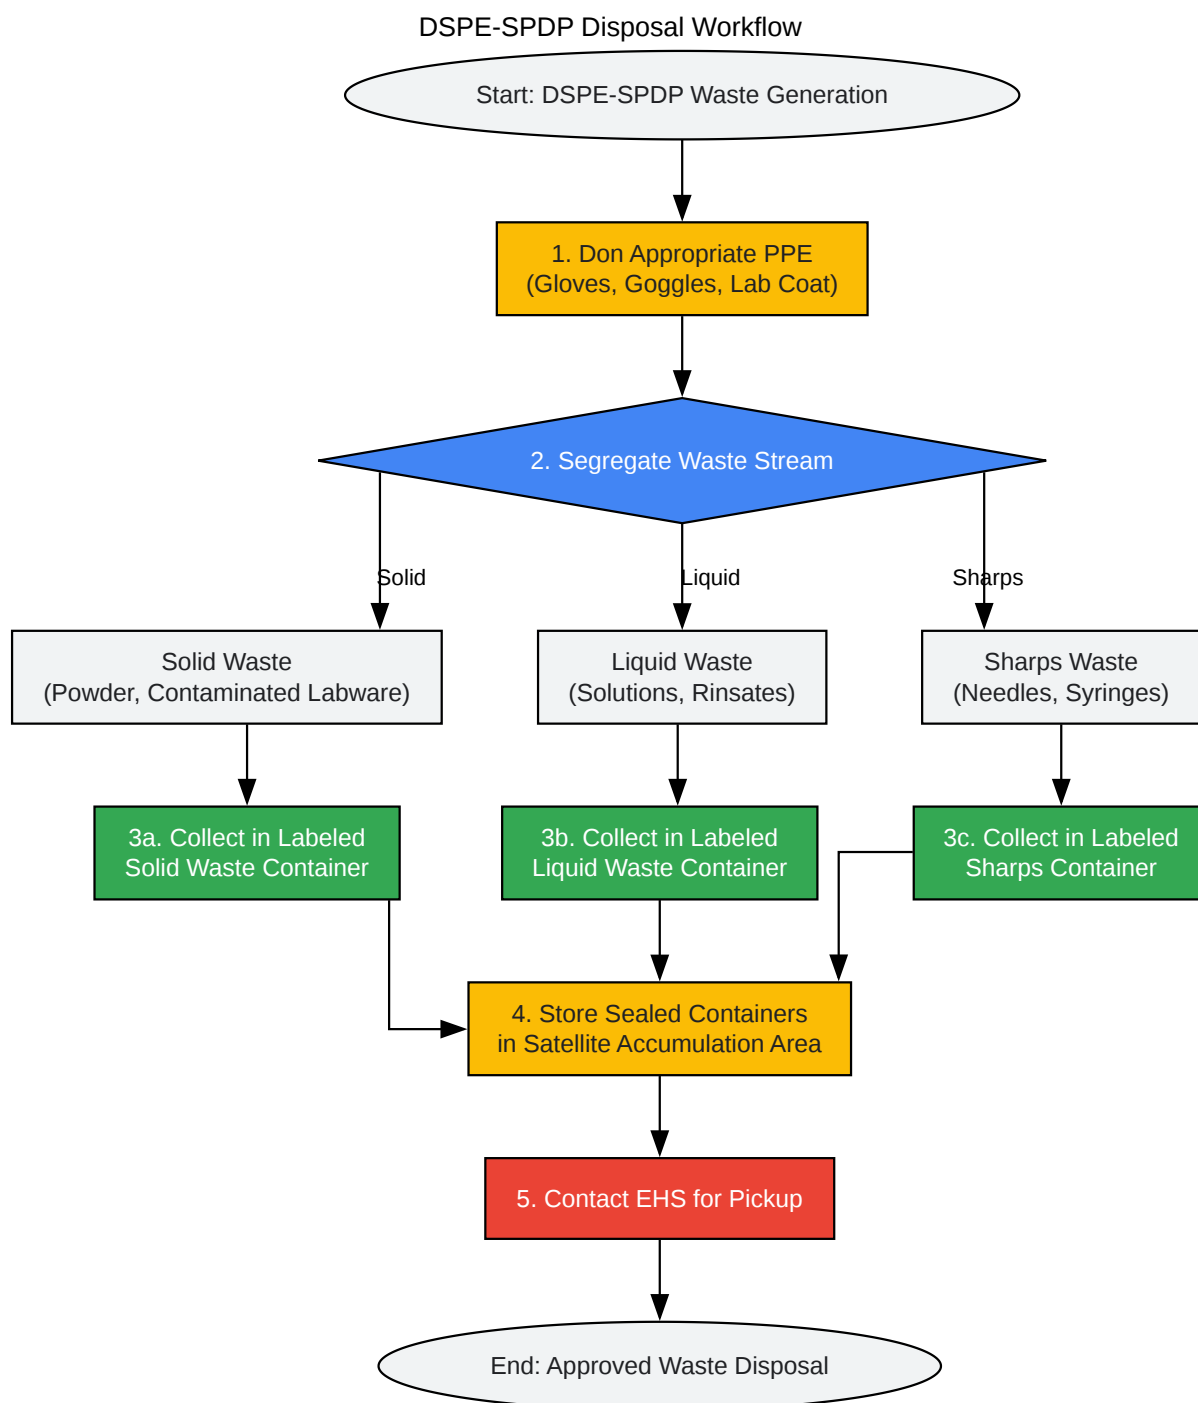 DSPE-SPDP Disposal Workflow
Start: DSPE-SPDP Waste Generation
1. Don Appropriate PPE
(Gloves, Goggles, Lab Coat)
2. Segregate Waste Stream
Solid
Liquid
Sharps
Solid Waste
(Powder, Contaminated Labware)
Liquid Waste
(Solutions, Rinsates)
Sharps Waste
(Needles, Syringes)
3a. Collect in Labeled
Solid Waste Container
3b. Collect in Labeled
Liquid Waste Container
3c. Collect in Labeled
Sharps Container
4. Store Sealed Containers
in Satellite Accumulation Area
5. Contact EHS for Pickup
End: Approved Waste Disposal